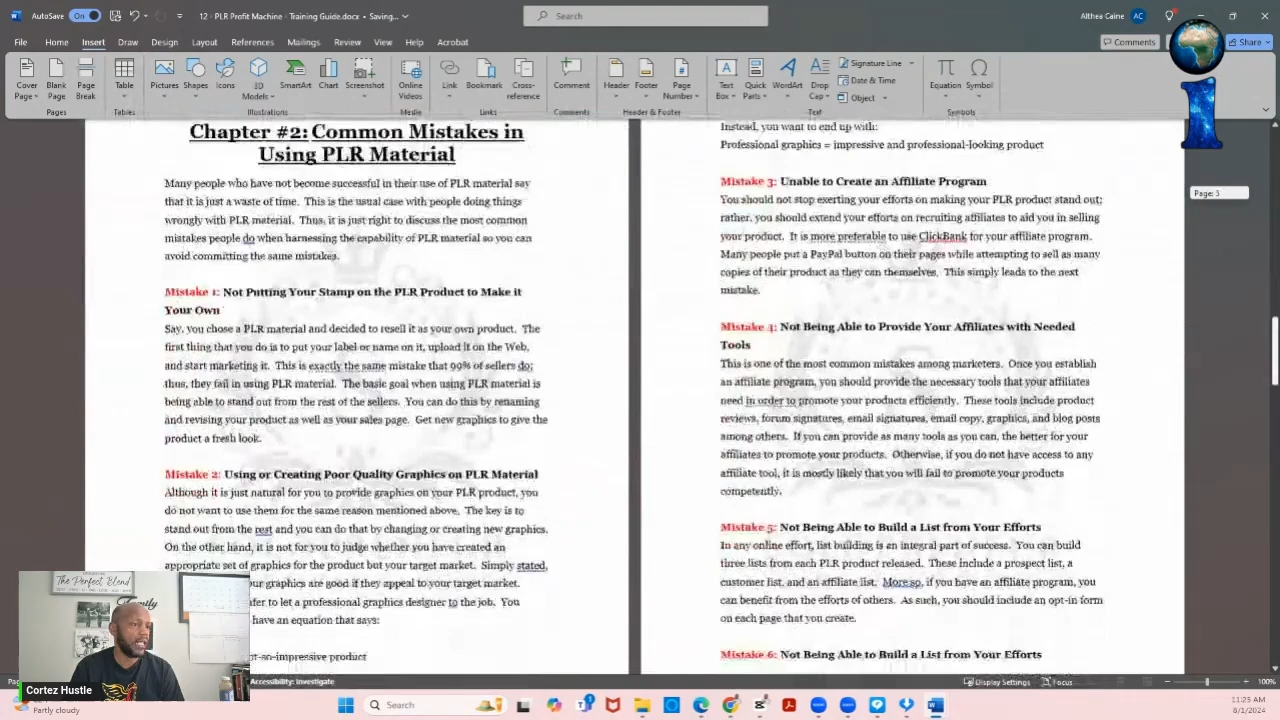 AutoSave On 12 - PLR Profit Machine - Training Guide.docx • Saving... Search Althea Caine AC
File Home Insert Draw Design Layout References Mailings Review View Help Acrobat Comments Share
Cover Page Blank Page Page Break Table Pictures Shapes Icons 3D Models SmartArt Chart Screenshot Online Videos Link Bookmark Cross-reference Comment Header Footer Page Number Text Box Quick Parts WordArt Drop Cap Signature Line Date & Time Object Equation Symbol
Pages Tables Illustrations Media Links Comments Header & Footer Text Symbols
Chapter #2: Common Mistakes in
Using PLR Material
Many people who have not become successful in their use of PLR material say
that it is just a waste of time. This is the usual case with people doing things
wrongly with PLR material. Thus, it is just right to discuss the most common
mistakes people do when harnessing the capability of PLR material so you can
avoid committing the same mistakes.
Mistake 1: Not Putting Your Stamp on the PLR Product to Make it
Your Own
Say, you chose a PLR material and decided to resell it as your own product. The
first thing that you do is to put your label or name on it, upload it on the Web,
and start marketing it. This is exactly the same mistake that 99% of sellers do;
thus, they fail in using PLR material. The basic goal when using PLR material is
being able to stand out from the rest of the sellers. You can do this by renaming
and revising your product as well as your sales page. Get new graphics to give the
product a fresh look.
Mistake 2: Using or Creating Poor Quality Graphics on PLR Material
Although it is just natural for you to provide graphics on your PLR product, you
do not want to use them for the same reason mentioned above. The key is to
stand out from the rest and you can do that by changing or creating new graphics.
On the other hand, it is not for you to judge whether you have created an
appropriate set of graphics for the product but your target market. Simply stated,
ur graphics are good if they appeal to your target market.
fer to let a professional graphics designer to the job. You
have an equation that says:
ot-so-impressive product
Instead, you want to end up with:
Professional graphics = impressive and professional-looking product
Mistake 3: Unable to Create an Affiliate Program
You should not stop exerting your efforts on making your PLR product stand out;
rather, you should extend your efforts on recruiting affiliates to aid you in selling
your product. It is more preferable to use ClickBank for your affiliate program.
Many people put a PayPal button on their pages while attempting to sell as many
copies of their product as they can themselves. This simply leads to the next
mistake.
Mistake 4: Not Being Able to Provide Your Affiliates with Needed
Tools
This is one of the most common mistakes among marketers. Once you establish
an affiliate program, you should provide the necessary tools that your affiliates
need in order to promote your products efficiently. These tools include product
reviews, forum signatures, email signatures, email copy, graphics, and blog posts
among others. If you can provide as many tools as you can, the better for your
affiliates to promote your products. Otherwise, if you do not have access to any
affiliate tool, it is mostly likely that you will fail to promote your products
competently.
Mistake 5: Not Being Able to Build a List from Your Efforts
In any online effort, list building is an integral part of success. You can build
three lists from each PLR product released. These include a prospect list, a
customer list, and an affiliate list. More so, if you have an affiliate program, you
can benefit from the efforts of others. As such, you should include an opt-in form
on each page that you create.
Mistake 6: Not Being Able to Build a List from Your Efforts
Page: 5
The Perfect Blend
Family
Cortez Hustle
Accessibility: Investigate Display Settings Focus 100%
Partly cloudy
Search
11:25 AM
8/1/2024